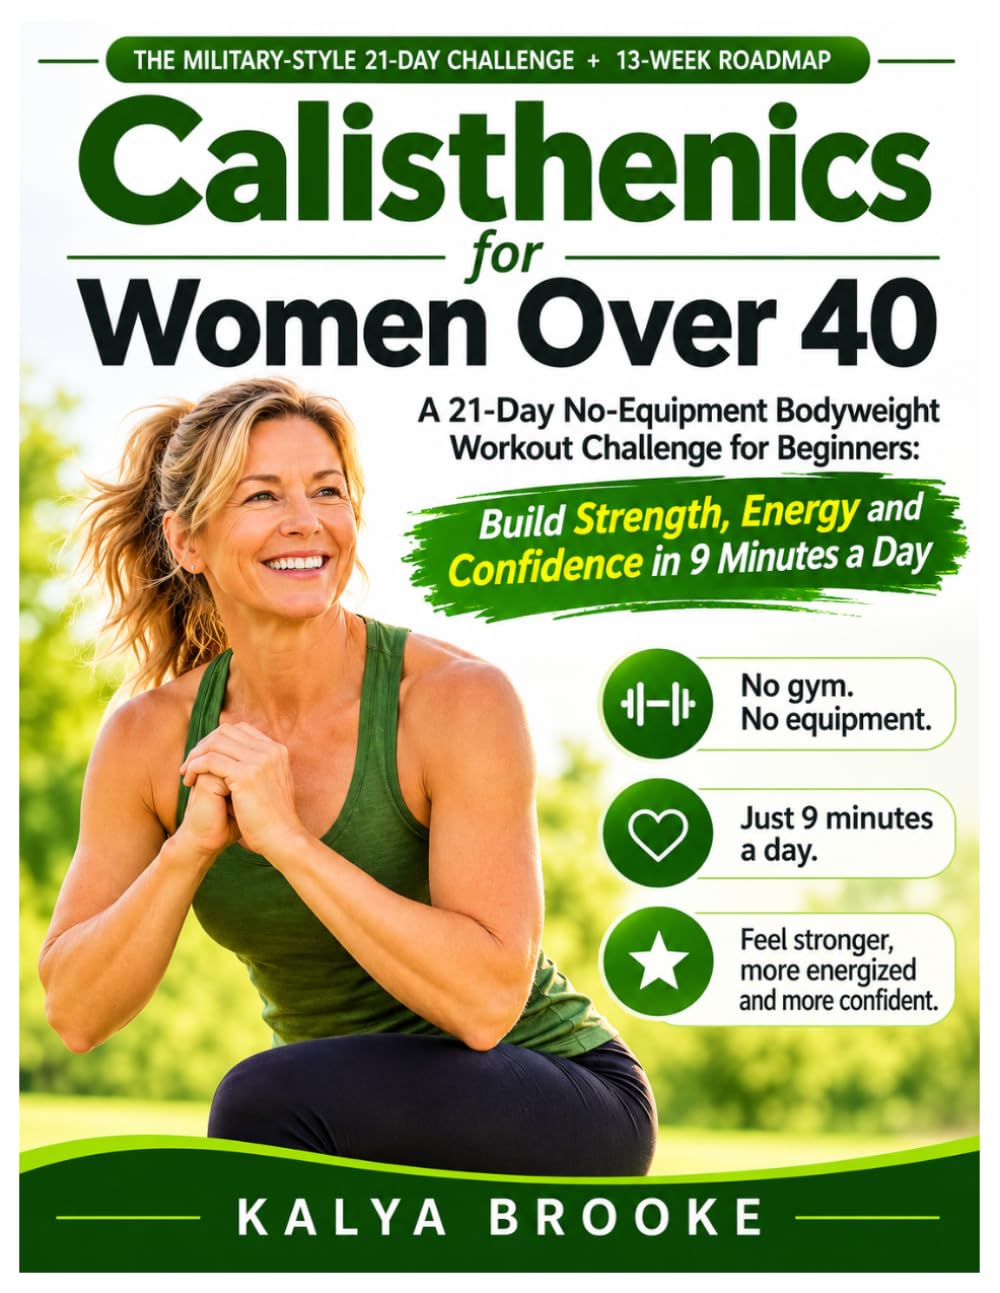 THE MILITARY-STYLE 21-DAY CHALLENGE + 13-WEEK ROADMAP
Calisthenics
for
Women Over 40
A 21-Day No-Equipment Bodyweight
Workout Challenge for Beginners:
Build Strength, Energy and
Confidence in 9 Minutes a Day
No gym.
No equipment.
Just 9 minutes
a day.
Feel stronger,
more energized
and more confident.
KALYA BROOKE